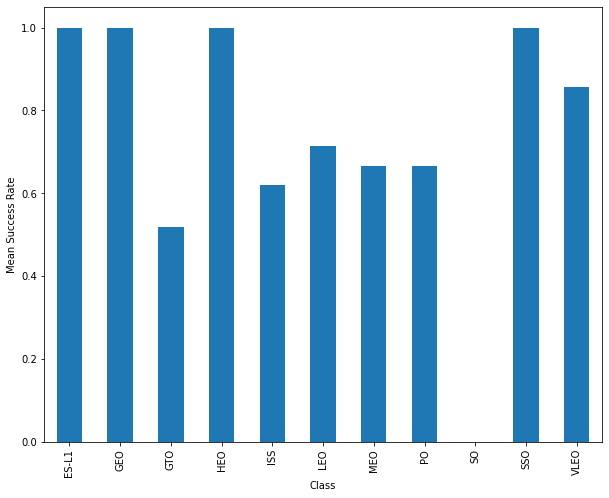 1.0
0.8
0.6
0.4
0.2
0.0
Mean Success Rate
ES-L1
GEO
GTO
HEO
ISS
LEO
MEO
PO
SO
SSO
VLEO
Class